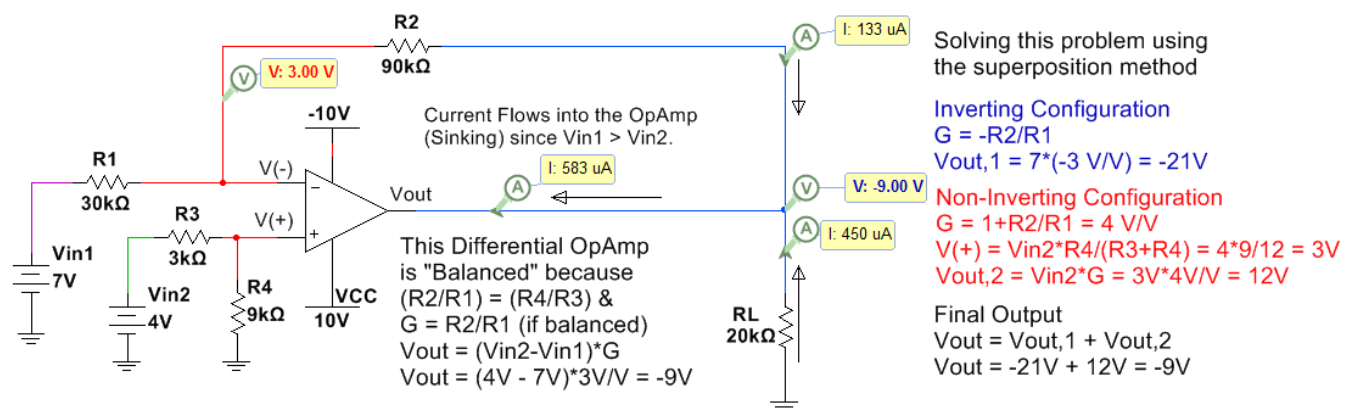 R2
90kΩ
V
V: 3.00 V
A
I: 133 uA
R1
30kΩ
Vin1
7V
R3
3kΩ
Vin2
4V
R4
9kΩ
-10V
V(-)
V(+)
−
+
VCC
10V
Vout
Current Flows into the OpAmp
(Sinking) since Vin1 > Vin2.
A
I: 583 uA
V
V: -9.00 V
A
I: 450 uA
RL
20kΩ
This Differential OpAmp
is "Balanced" because
(R2/R1) = (R4/R3) &
G = R2/R1 (if balanced)
Vout = (Vin2-Vin1)*G
Vout = (4V - 7V)*3V/V = -9V
Solving this problem using
the superposition method
Inverting Configuration
G = -R2/R1
Vout,1 = 7*(-3 V/V) = -21V
Non-Inverting Configuration
G = 1+R2/R1 = 4 V/V
V(+) = Vin2*R4/(R3+R4) = 4*9/12 = 3V
Vout,2 = Vin2*G = 3V*4V/V = 12V
Final Output
Vout = Vout,1 + Vout,2
Vout = -21V + 12V = -9V